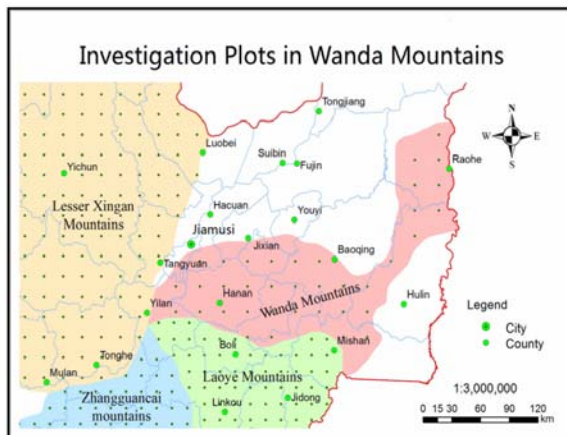 Investigation Plots in Wanda Mountains
Tongjiang
N
W E
S
Luobei
Suibin
Fujin
Raohe
Yichun
Lesser Xingan
Mountains
Hacuan
Youyi
Jiamusi
Jixian
Baoqing
Tangyuan
Hanan
Wanda Mountains
Hulin
Yilan
Legend
City
County
Boli
Mishan
Tonghe
Laoye Mountains
Mulan
Zhangguancai
mountains
Linkou
Jidong
1:3,000,000
0 15 30 60 90 120
km